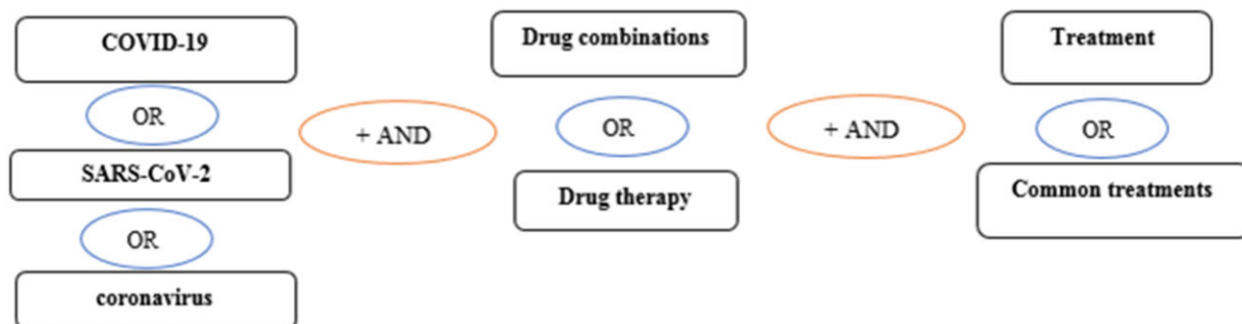 COVID-19
OR
SARS-CoV-2
OR
coronavirus
+ AND
Drug combinations
OR
Drug therapy
+ AND
Treatment
OR
Common treatments